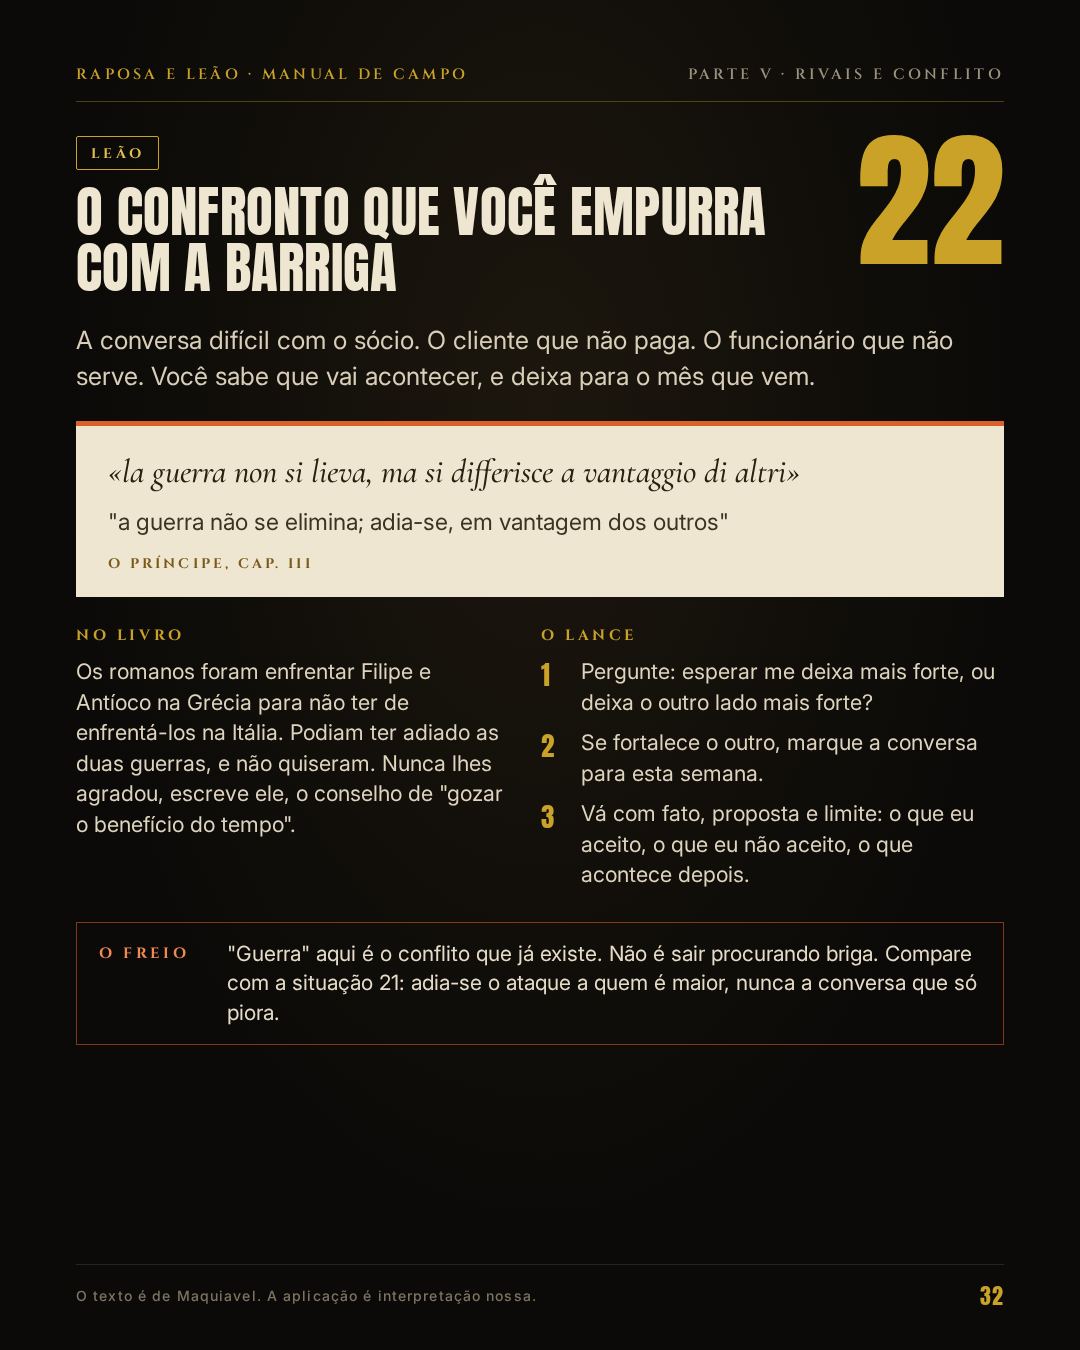 RAPOSA E LEÃO · MANUAL DE CAMPO
PARTE V · RIVAIS E CONFLITO
LEÃO
22
O CONFRONTO QUE VOCÊ EMPURRA
COM A BARRIGA
A conversa difícil com o sócio. O cliente que não paga. O funcionário que não
serve. Você sabe que vai acontecer, e deixa para o mês que vem.
«la guerra non si lieva, ma si differisce a vantaggio di altri»
"a guerra não se elimina; adia-se, em vantagem dos outros"
O PRÍNCIPE, CAP. III
NO LIVRO
Os romanos foram enfrentar Filipe e
Antíoco na Grécia para não ter de
enfrentá-los na Itália. Podiam ter adiado as
duas guerras, e não quiseram. Nunca lhes
agradou, escreve ele, o conselho de "gozar
o benefício do tempo".
O LANCE
1 Pergunte: esperar me deixa mais forte, ou
deixa o outro lado mais forte?
2 Se fortalece o outro, marque a conversa
para esta semana.
3 Vá com fato, proposta e limite: o que eu
aceito, o que eu não aceito, o que
acontece depois.
O FREIO
"Guerra" aqui é o conflito que já existe. Não é sair procurando briga. Compare
com a situação 21: adia-se o ataque a quem é maior, nunca a conversa que só
piora.
O texto é de Maquiavel. A aplicação é interpretação nossa.
32